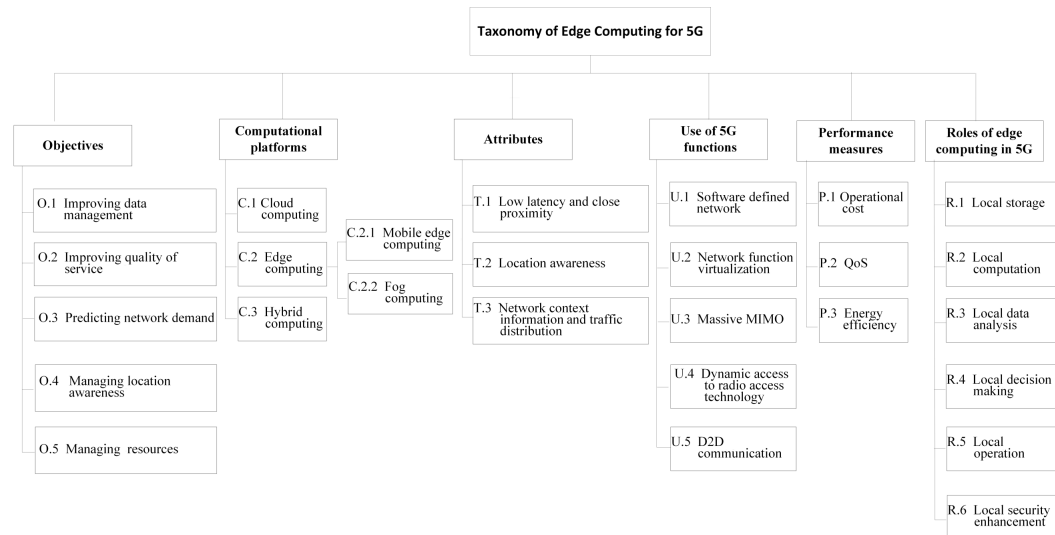 Taxonomy of Edge Computing for 5G
Objectives
O.1 Improving data
management
O.2 Improving quality of
service
O.3 Predicting network demand
O.4 Managing location
awareness
O.5 Managing resources
Computational
platforms
C.1 Cloud
computing
C.2 Edge
computing
C.2.1 Mobile edge
computing
C.2.2 Fog
computing
C.3 Hybrid
computing
Attributes
T.1 Low latency and close
proximity
T.2 Location awareness
T.3 Network context
information and traffic
distribution
Use of 5G
functions
U.1 Software defined
network
U.2 Network function
virtualization
U.3 Massive MIMO
U.4 Dynamic access
to radio access
technology
U.5 D2D
communication
Performance
measures
P.1 Operational
cost
P.2 QoS
P.3 Energy
efficiency
Roles of edge
computing in 5G
R.1 Local storage
R.2 Local
computation
R.3 Local data
analysis
R.4 Local decision
making
R.5 Local
operation
R.6 Local security
enhancement